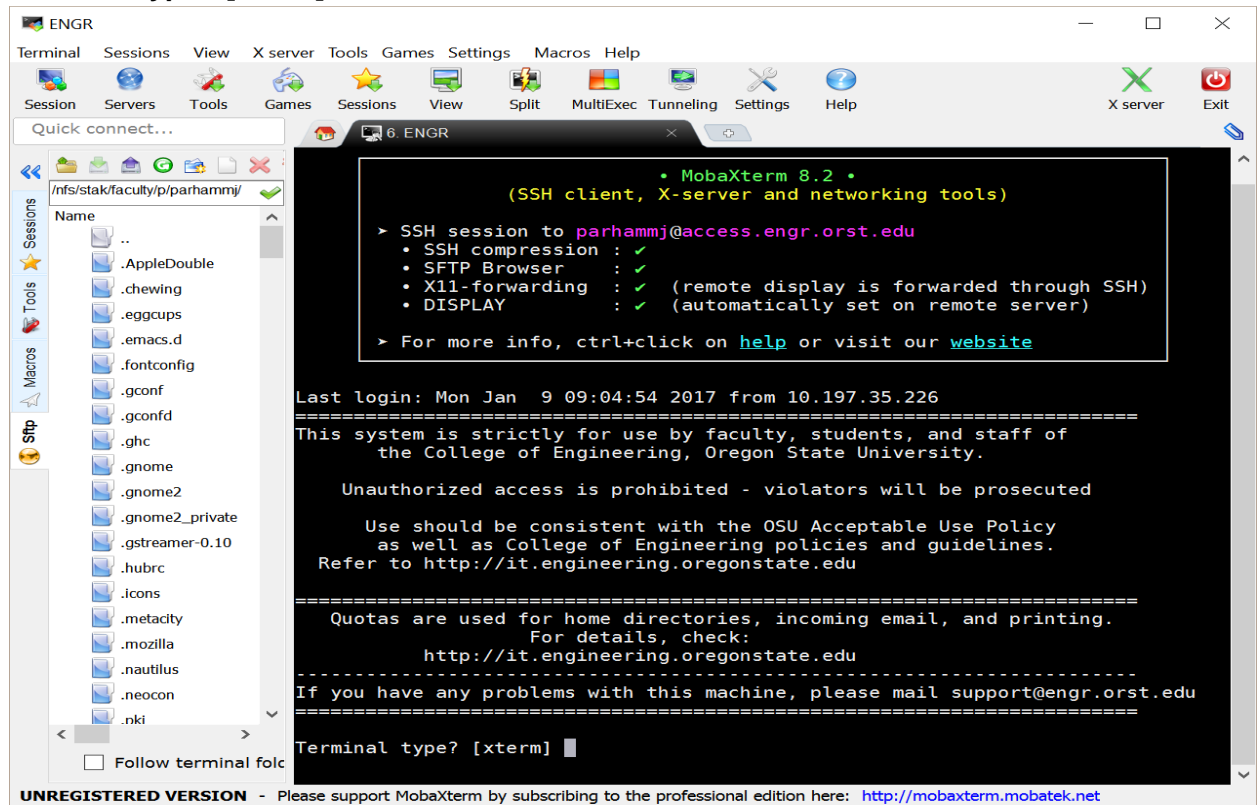 ENGR
Terminal Sessions View X server Tools Games Settings Macros Help
Session Servers Tools Games Sessions View Split MultiExec Tunneling Settings Help X server Exit
Quick connect...
6. ENGR
/nfs/stak/faculty/p/parhammj/
Name
..
.AppleDouble
.chewing
.eggcups
.emacs.d
.fontconfig
.gconf
.gconfd
.ghc
.gnome
.gnome2
.gnome2_private
.gstreamer-0.10
.hubrc
.icons
.metacity
.mozilla
.nautilus
.neocon
.pki
Follow terminal folc
Sessions
Tools
Macros
Sftp
• MobaXterm 8.2 •
(SSH client, X-server and networking tools)
➤ SSH session to parhammj@access.engr.orst.edu
• SSH compression : ✔
• SFTP Browser : ✔
• X11-forwarding : ✔ (remote display is forwarded through SSH)
• DISPLAY : ✔ (automatically set on remote server)
➤ For more info, ctrl+click on help or visit our website
Last login: Mon Jan 9 09:04:54 2017 from 10.197.35.226
========================================================================
This system is strictly for use by faculty, students, and staff of
the College of Engineering, Oregon State University.
Unauthorized access is prohibited - violators will be prosecuted
Use should be consistent with the OSU Acceptable Use Policy
as well as College of Engineering policies and guidelines.
Refer to http://it.engineering.oregonstate.edu
========================================================================
Quotas are used for home directories, incoming email, and printing.
For details, check:
http://it.engineering.oregonstate.edu
------------------------------------------------------------------------
If you have any problems with this machine, please mail support@engr.orst.edu
========================================================================
Terminal type? [xterm]
UNREGISTERED VERSION - Please support MobaXterm by subscribing to the professional edition here: http://mobaxterm.mobatek.net